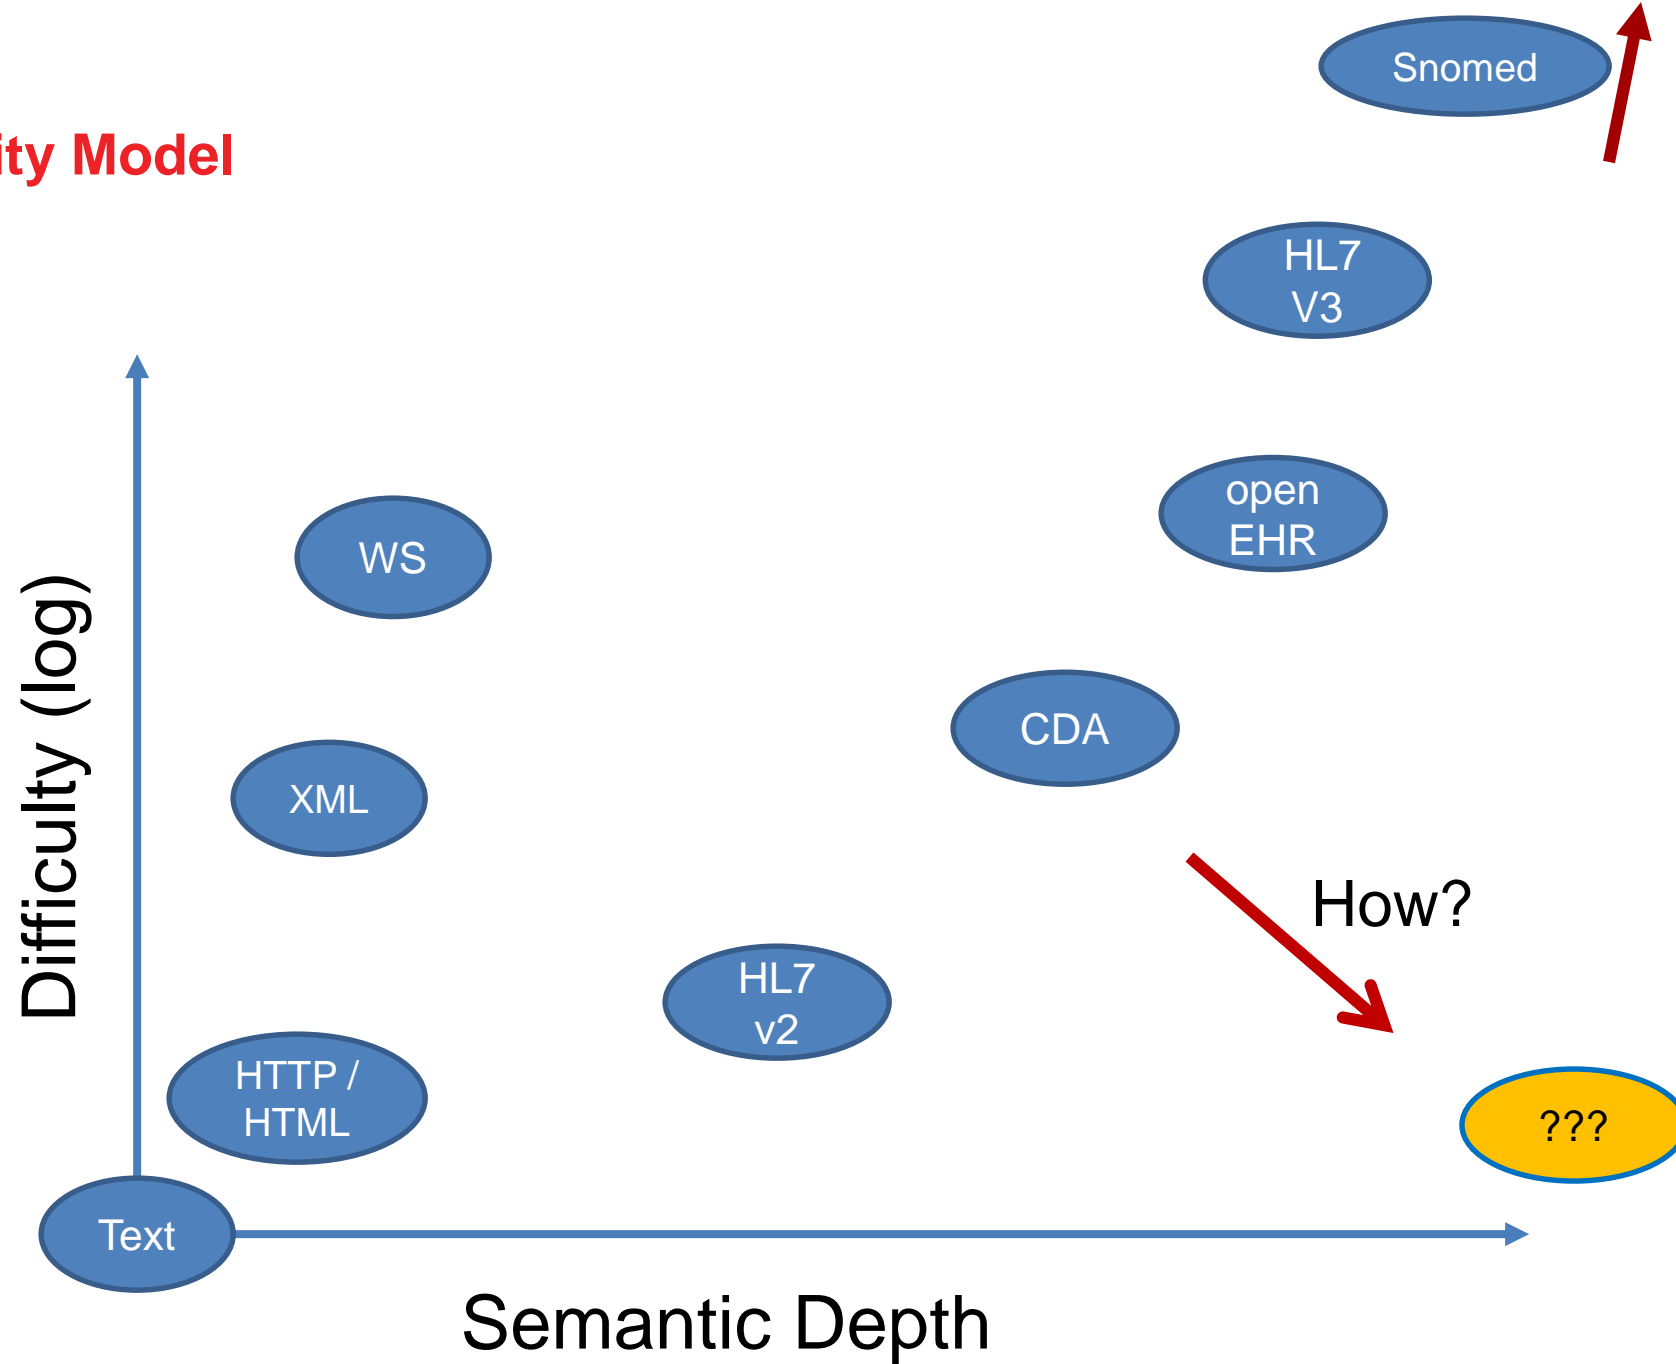 Snomed
ity Model
HL7
V3
open
EHR
WS
Difficulty (log)
CDA
XML
How?
HL7
v2
HTTP /
HTML
???
Text
Semantic Depth